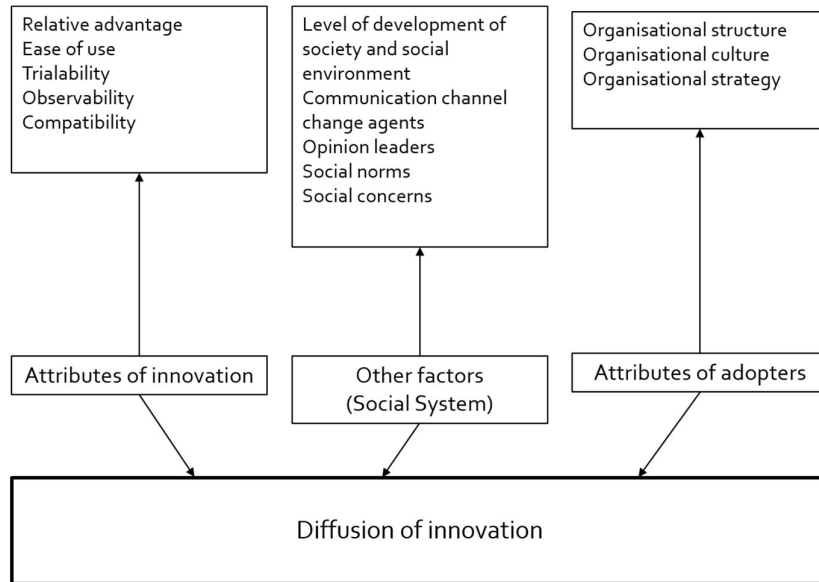 Relative advantage
Ease of use
Trialability
Observability
Compatibility
Level of development of
society and social
environment
Communication channel
change agents
Opinion leaders
Social norms
Social concerns
Organisational structure
Organisational culture
Organisational strategy
Attributes of innovation
Other factors
(Social System)
Attributes of adopters
Diffusion of innovation